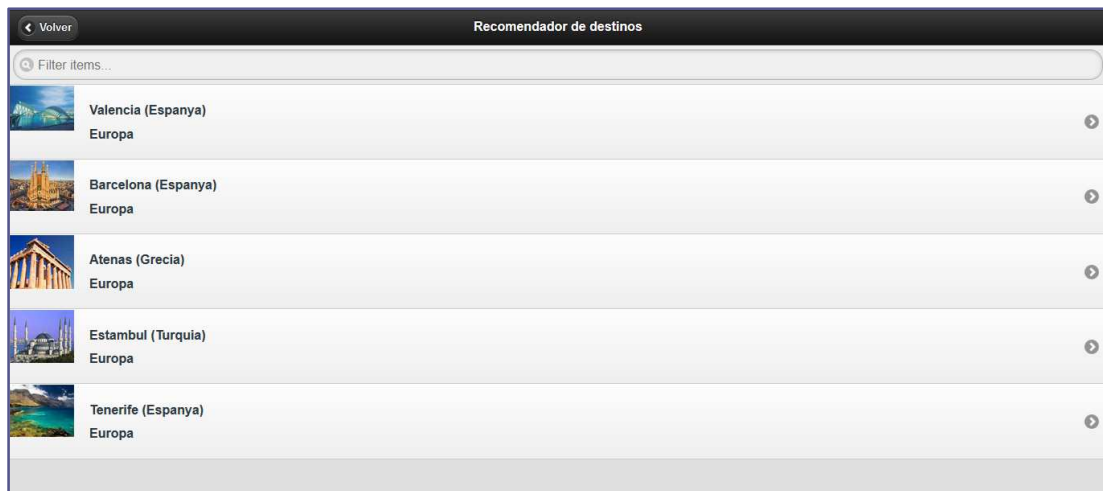 Volver
Recomendador de destinos
Filter items...
Valencia (Espanya)
Europa
Barcelona (Espanya)
Europa
Atenas (Grecia)
Europa
Estambul (Turquia)
Europa
Tenerife (Espanya)
Europa